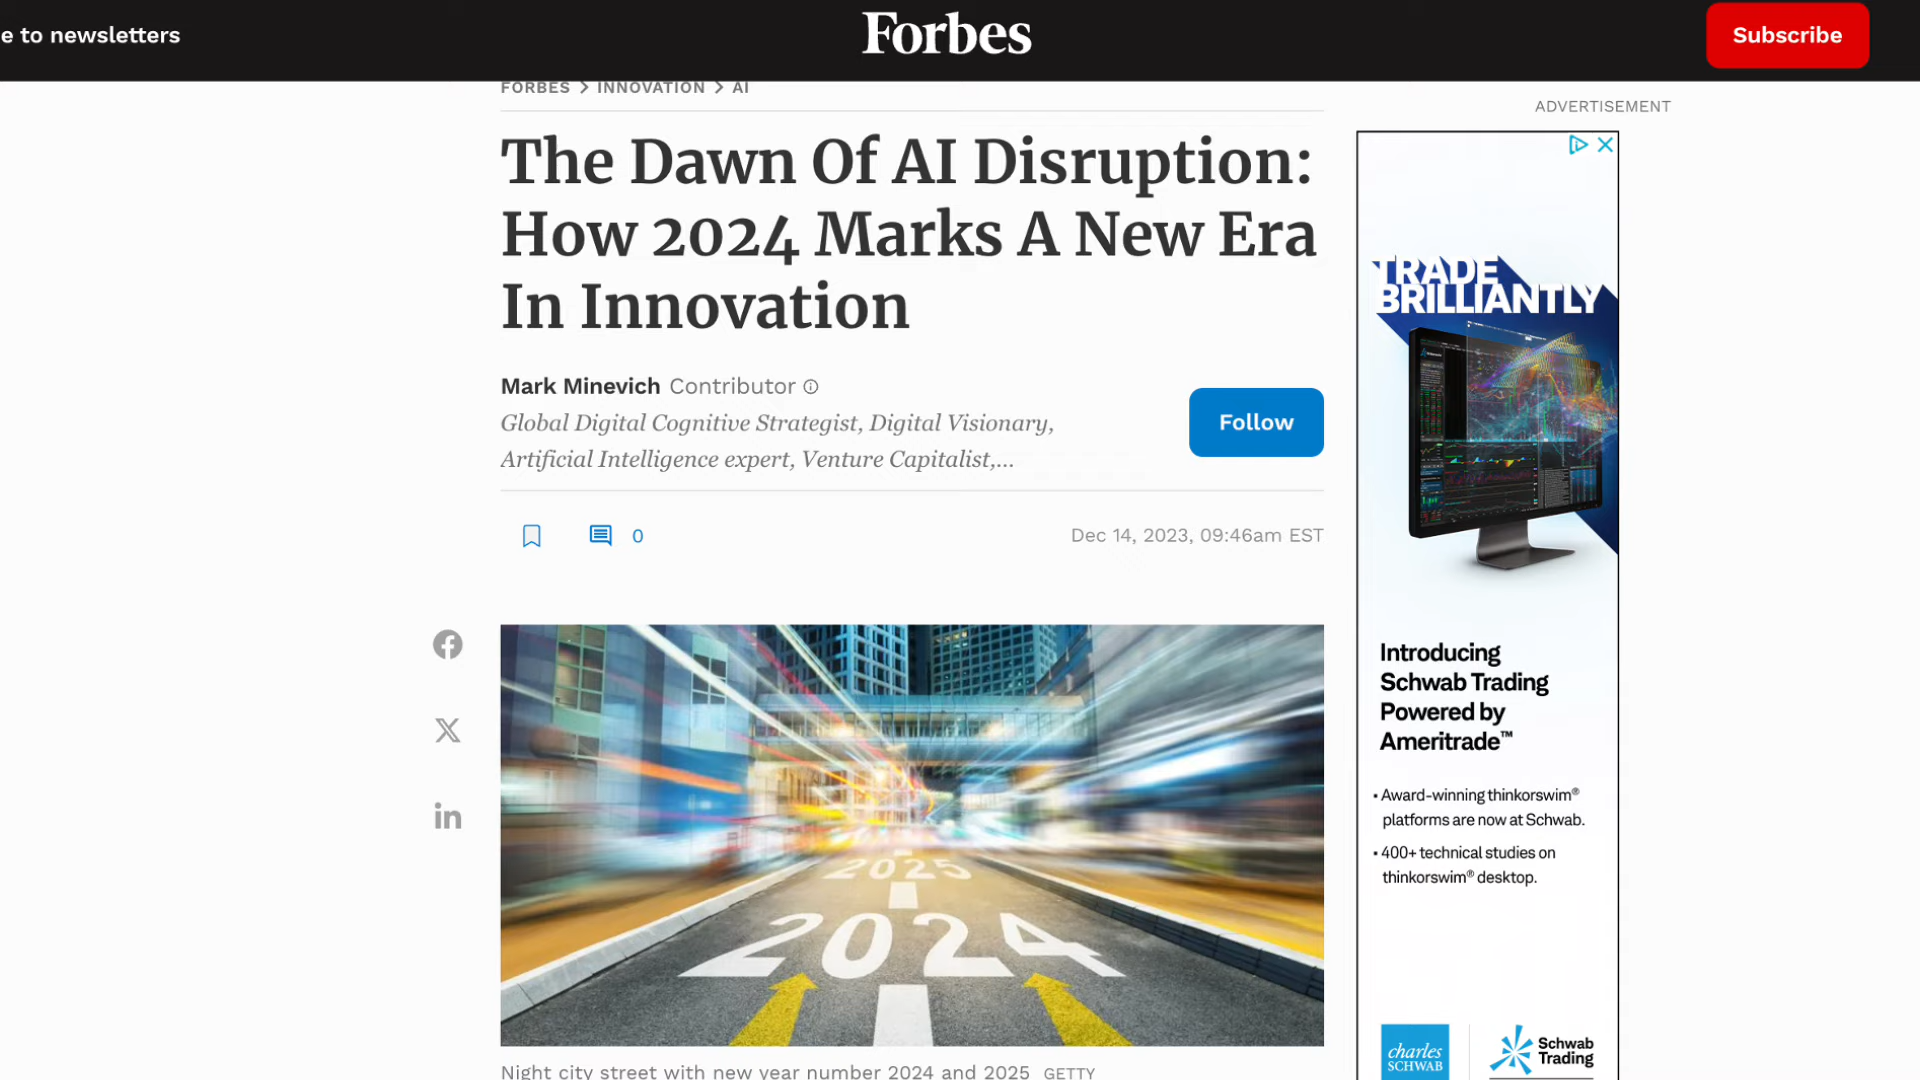 e to newsletters
Forbes
Subscribe
FORBES > INNOVATION > AI
ADVERTISEMENT
The Dawn Of AI Disruption:
How 2024 Marks A New Era
In Innovation
Mark Minevich Contributor
Global Digital Cognitive Strategist, Digital Visionary,
Artificial Intelligence expert, Venture Capitalist,...
Follow
0
Dec 14, 2023, 09:46am EST
2025
2024
Night city street with new year number 2024 and 2025 GETTY
TRADE
BRILLIANTLY
Introducing
Schwab Trading
Powered by
Ameritrade™
• Award-winning thinkorswim®
platforms are now at Schwab.
• 400+ technical studies on
thinkorswim® desktop.
charles
SCHWAB
Schwab
Trading